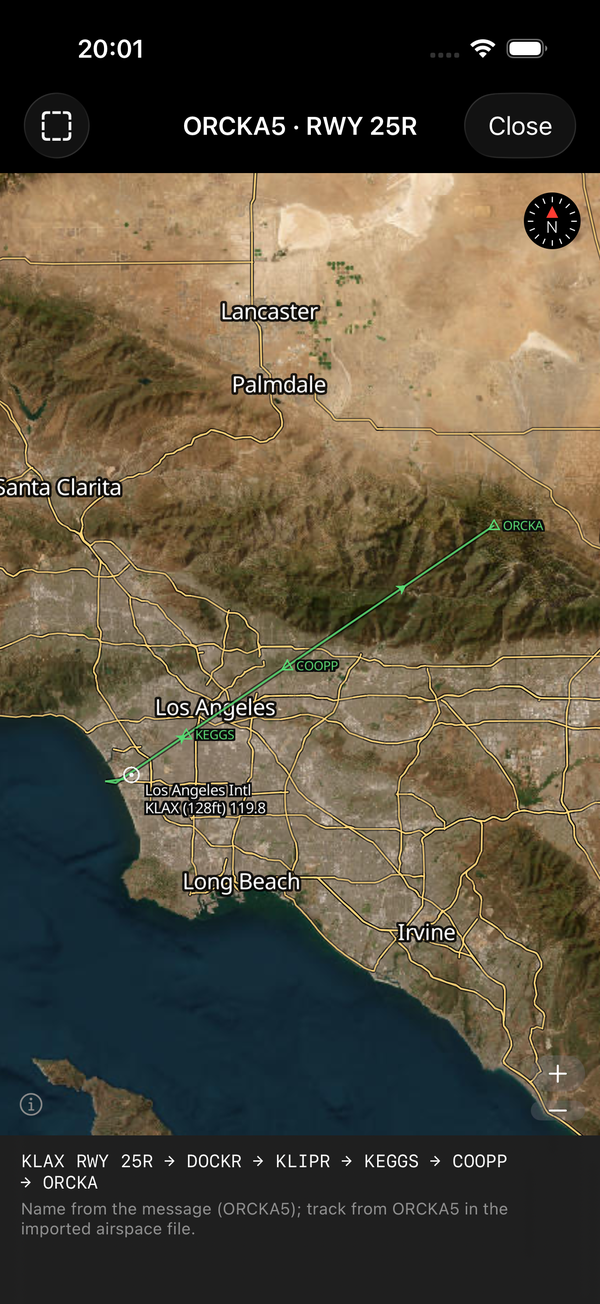 20:01
ORCKA5 · RWY 25R
Close
N
Lancaster
Palmdale
Santa Clarita
ORCKA
COOPP
Los Angeles
KEGGS
Los Angeles Intl
KLAX (128ft) 119.8
Long Beach
Irvine
KLAX RWY 25R → DOCKR → KLIPR → KEGGS → COOPP
→ ORCKA
Name from the message (ORCKA5); track from ORCKA5 in the
imported airspace file.